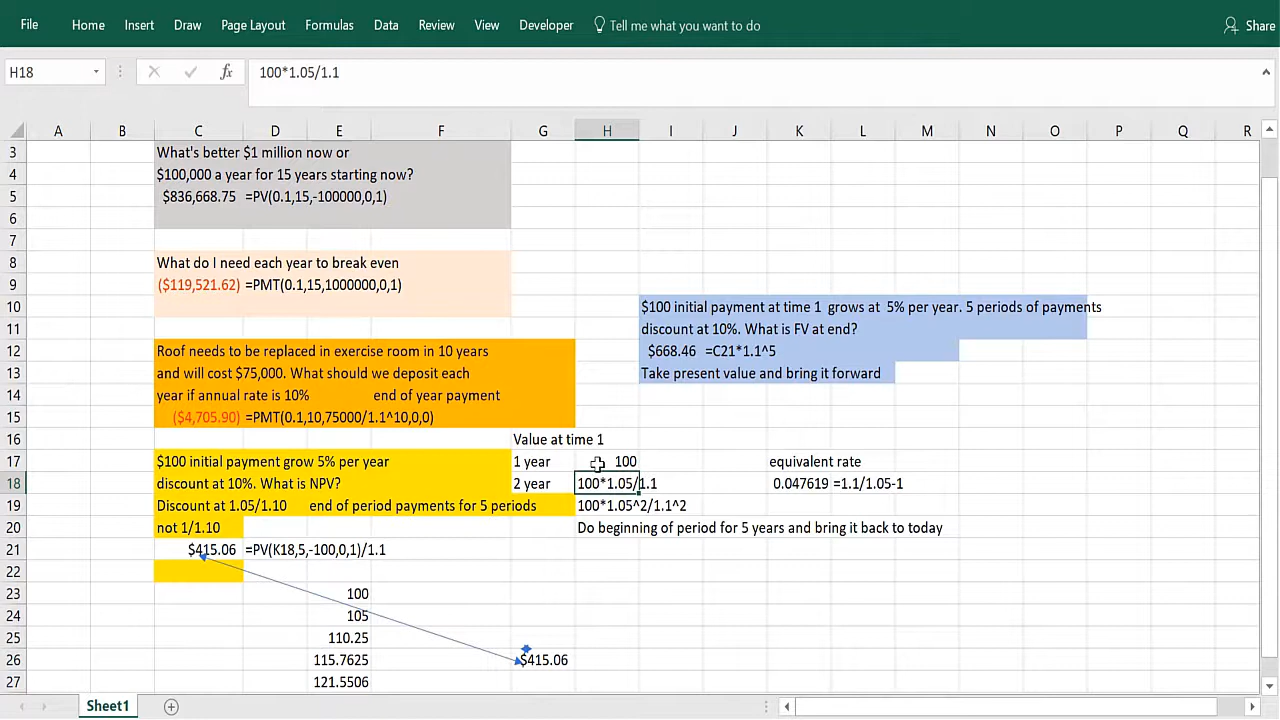 File Home Insert Draw Page Layout Formulas Data Review View Developer Tell me what you want to do Share
H18 fx 100*1.05/1.1
A B C D E F G H I J K L M N O P Q R
3 What's better $1 million now or
4 $100,000 a year for 15 years starting now?
5 $836,668.75 =PV(0.1,15,-100000,0,1)
6
7
8 What do I need each year to break even
9 ($119,521.62) =PMT(0.1,15,1000000,0,1)
10 $100 initial payment at time 1 grows at 5% per year. 5 periods of payments
11 discount at 10%. What is FV at end?
12 Roof needs to be replaced in exercise room in 10 years $668.46 =C21*1.1^5
13 and will cost $75,000. What should we deposit each Take present value and bring it forward
14 year if annual rate is 10% end of year payment
15 ($4,705.90) =PMT(0.1,10,75000/1.1^10,0,0)
16 Value at time 1
17 $100 initial payment grow 5% per year 1 year 100 equivalent rate
18 discount at 10%. What is NPV? 2 year 100*1.05/1.1 0.047619 =1.1/1.05-1
19 Discount at 1.05/1.10 end of period payments for 5 periods 100*1.05^2/1.1^2
20 not 1/1.10 Do beginning of period for 5 years and bring it back to today
21 $415.06 =PV(K18,5,-100,0,1)/1.1
22
23 100
24 105
25 110.25
26 115.7625 $415.06
27 121.5506
Sheet1